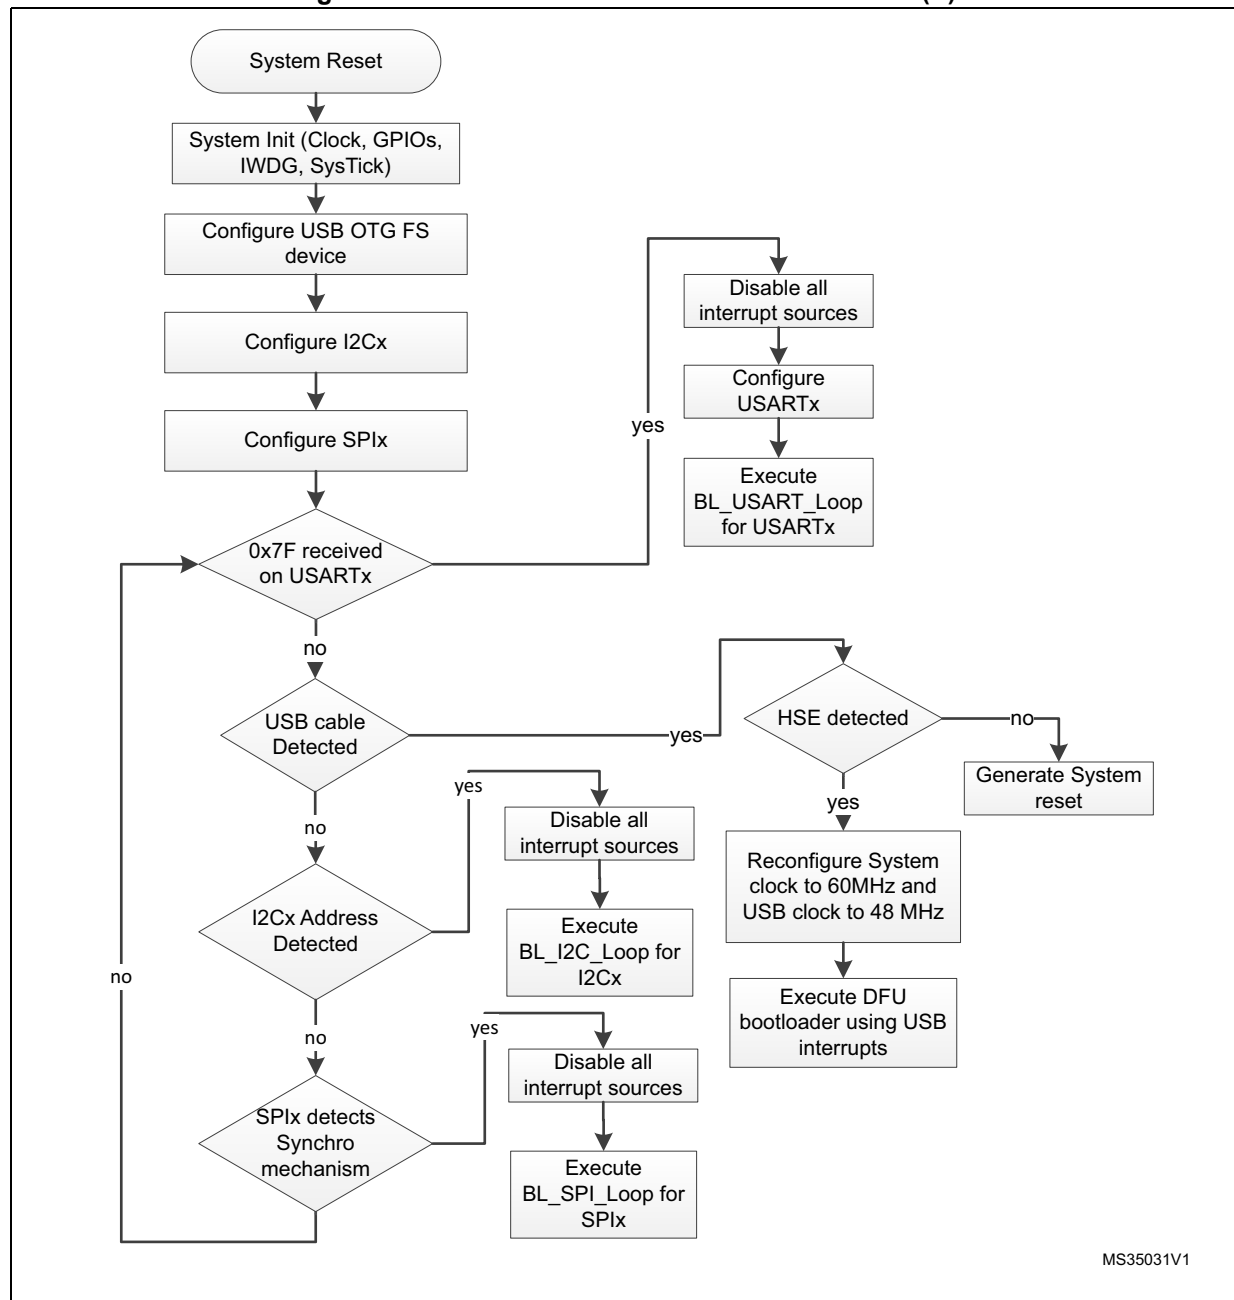 System Reset
System Init (Clock, GPIOs,
IWDG, SysTick)
Configure USB OTG FS
device
Configure I2Cx
Configure SPIx
0x7F received
on USARTx
yes
Disable all
interrupt sources
Configure
USARTx
Execute
BL_USART_Loop
for USARTx
no
USB cable
Detected
yes
HSE detected
no
Generate System
reset
yes
Reconfigure System
clock to 60MHz and
USB clock to 48 MHz
Execute DFU
bootloader using USB
interrupts
no
I2Cx Address
Detected
yes
Disable all
interrupt sources
Execute
BL_I2C_Loop for
I2Cx
no
SPIx detects
Synchro
mechanism
yes
Disable all
interrupt sources
Execute
BL_SPI_Loop for
SPIx
no
MS35031V1